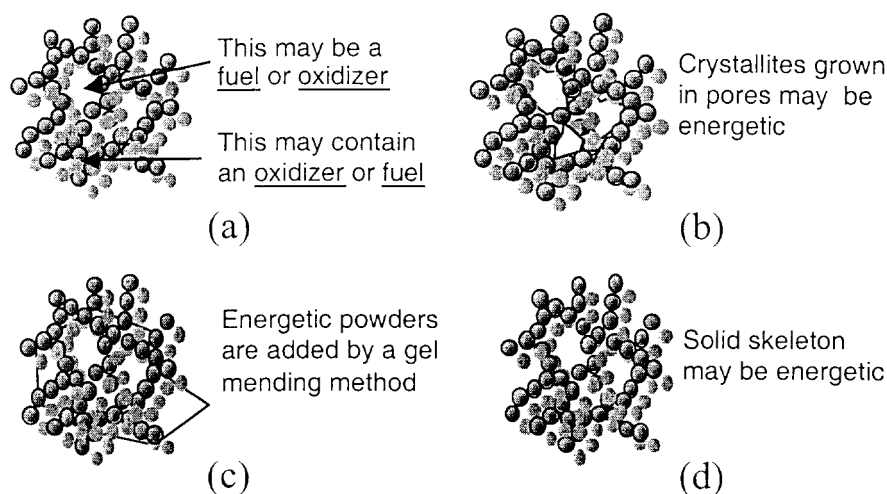 This may be a
fuel or oxidizer
This may contain
an oxidizer or fuel
(a)
Crystallites grown
in pores may be
energetic
(b)
Energetic powders
are added by a gel
mending method
(c)
Solid skeleton
may be energetic
(d)